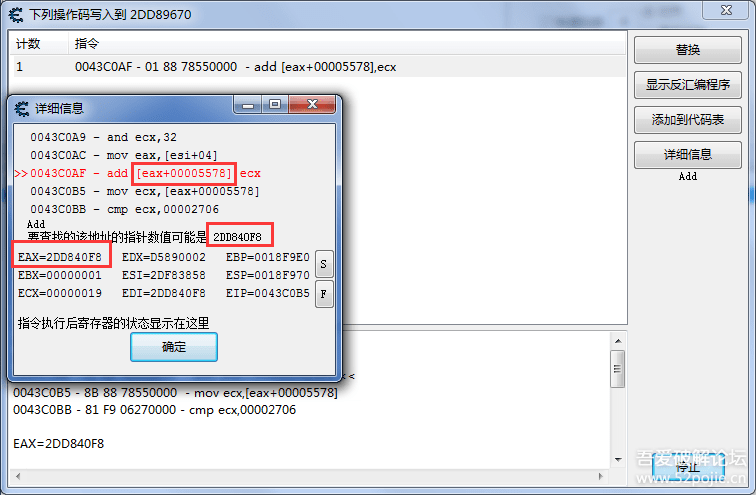 下列操作码写入到 2DD89670
计数 指令
1 0043C0AF - 01 88 78550000 - add [eax+00005578],ecx
替换
显示反汇编程序
添加到代码表
详细信息
Add
详细信息
0043C0A9 - and ecx,32
0043C0AC - mov eax,[esi+04]
>>0043C0AF - add [eax+00005578] ecx
0043C0B5 - mov ecx,[eax+00005578]
0043C0BB - cmp ecx,00002706
Add
要查找的该地址的指针数值可能是 2DD840F8
EAX=2DD840F8 EDX=D5890002 EBP=0018F9E0
EBX=00000001 ESI=2DF83858 ESP=0018F970
ECX=00000019 EDI=2DD840F8 EIP=0043C0B5
S
F
指令执行后寄存器的状态显示在这里
确定
<<
0043C0B5 - 8B 88 78550000 - mov ecx,[eax+00005578]
0043C0BB - 81 F9 06270000 - cmp ecx,00002706
EAX=2DD840F8
停止
吾爱破解论坛
www.52pojie.cn